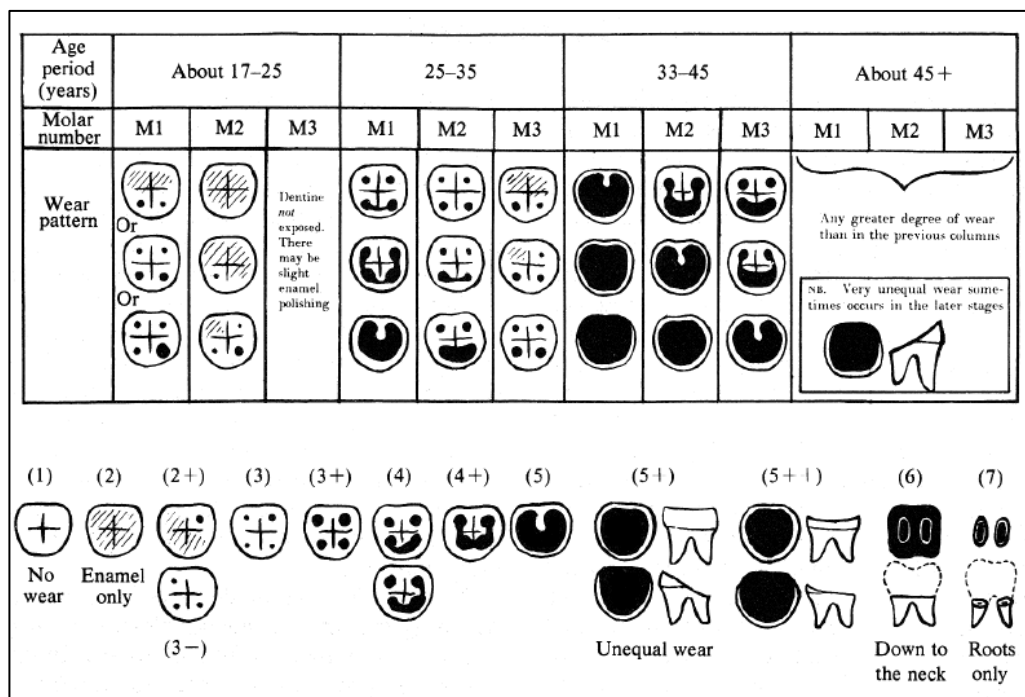 Age period (years)
About 17–25
25–35
33–45
About 45+
Molar number
M1 M2 M3 M1 M2 M3 M1 M2 M3 M1 M2 M3
Wear pattern
Or
Or
Dentine
not
exposed.
There
may be
slight
enamel
polishing
Any greater degree of wear
than in the previous columns
NB. Very unequal wear some-
times occurs in the later stages
(1) (2) (2+) (3) (3+) (4) (4+) (5) (5+) (5++) (6) (7)
No
wear
Enamel
only
(3−)
Unequal wear
Down to
the neck
Roots
only